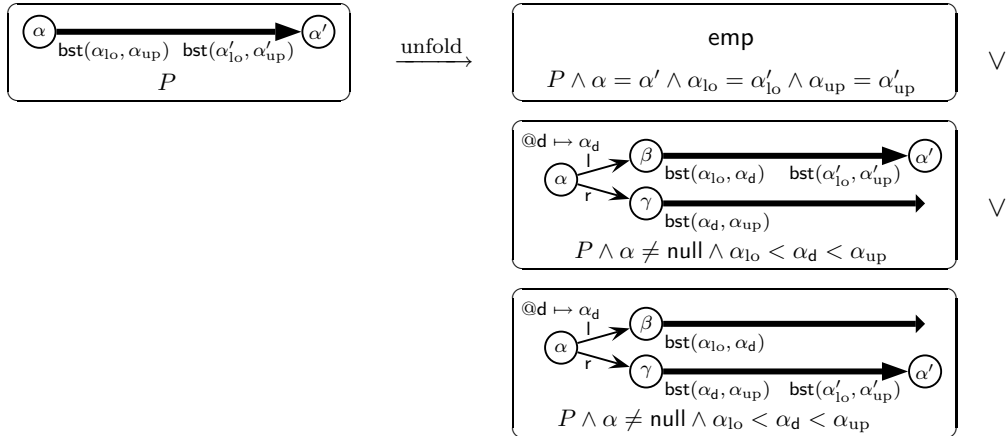 α α′
bst(α_lo, α_up) bst(α′_lo, α′_up)
P
unfold
emp
P ∧ α = α′ ∧ α_lo = α′_lo ∧ α_up = α′_up
∨
@d ↦ α_d
l
α β α′
bst(α_lo, α_d) bst(α′_lo, α′_up)
r
γ
bst(α_d, α_up)
P ∧ α ≠ null ∧ α_lo < α_d < α_up
∨
@d ↦ α_d
l
α β
bst(α_lo, α_d)
r
γ α′
bst(α_d, α_up) bst(α′_lo, α′_up)
P ∧ α ≠ null ∧ α_lo < α_d < α_up